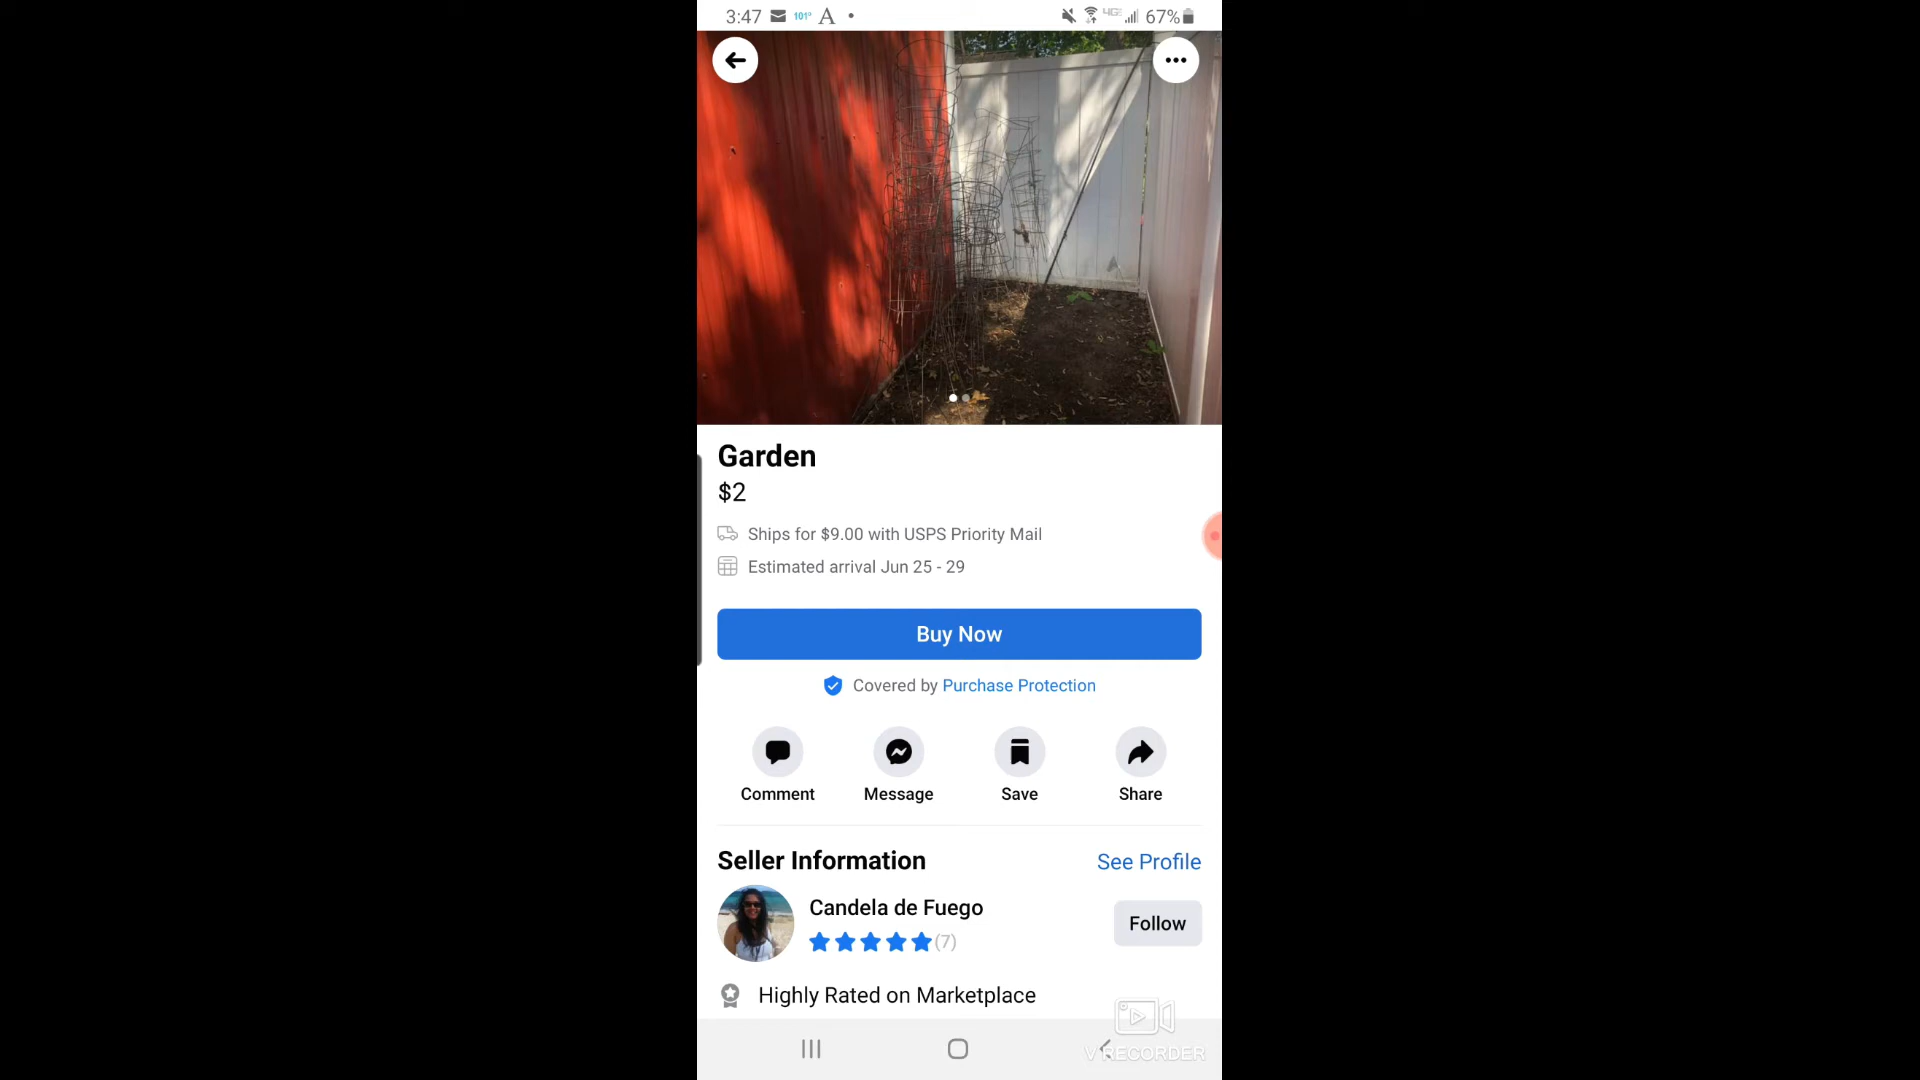 3:47 101° A 67%
Garden
$2
Ships for $9.00 with USPS Priority Mail
Estimated arrival Jun 25 - 29
Buy Now
Covered by Purchase Protection
Comment Message Save Share
Seller Information See Profile
Candela de Fuego
(7)
Follow
Highly Rated on Marketplace
V RECORDER